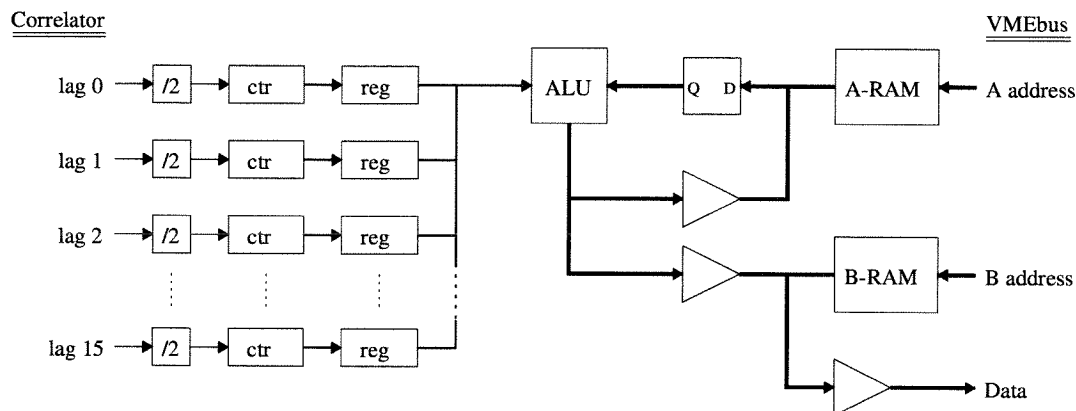 Correlator
VMEbus
lag 0 /2 ctr reg ALU Q D A-RAM A address
lag 1 /2 ctr reg
lag 2 /2 ctr reg
B-RAM B address
lag 15 /2 ctr reg
Data